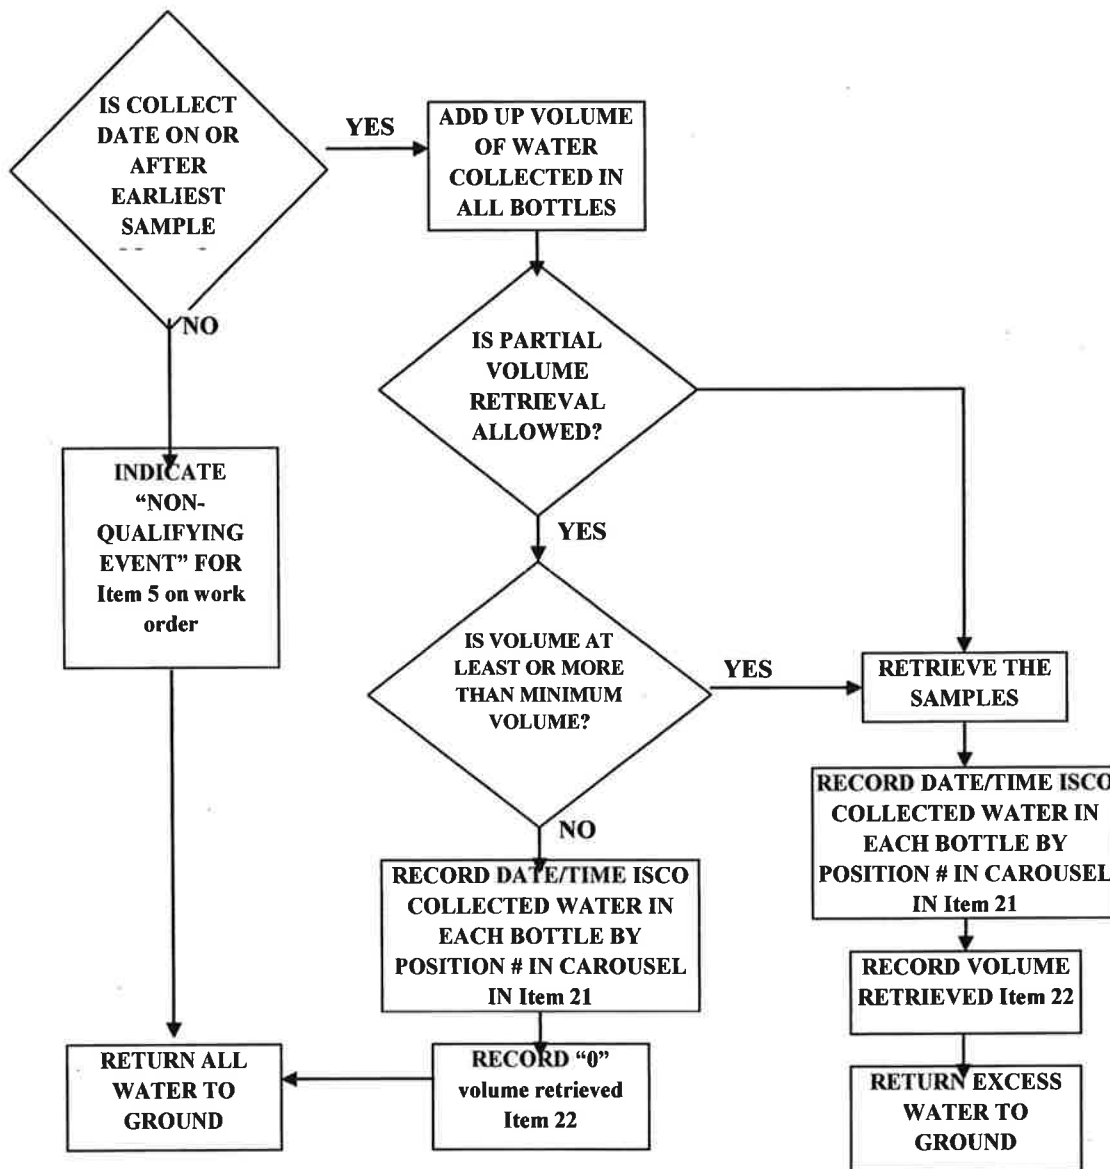 IS COLLECT
DATE ON OR
AFTER
EARLIEST
SAMPLE
YES
ADD UP VOLUME
OF WATER
COLLECTED IN
ALL BOTTLES
NO
IS PARTIAL
VOLUME
RETRIEVAL
ALLOWED?
INDICATE
“NON-
QUALIFYING
EVENT” FOR
Item 5 on work
order
YES
IS VOLUME AT
LEAST OR MORE
THAN MINIMUM
VOLUME?
YES
RETRIEVE THE
SAMPLES
NO
RECORD DATE/TIME ISCO
COLLECTED WATER IN
EACH BOTTLE BY
POSITION # IN CAROUSEL
IN Item 21
RECORD DATE/TIME ISCO
COLLECTED WATER IN
EACH BOTTLE BY
POSITION # IN CAROUSEL
IN Item 21
RECORD VOLUME
RETRIEVED Item 22
RETURN ALL
WATER TO
GROUND
RECORD “0”
volume retrieved
Item 22
RETURN EXCESS
WATER TO
GROUND